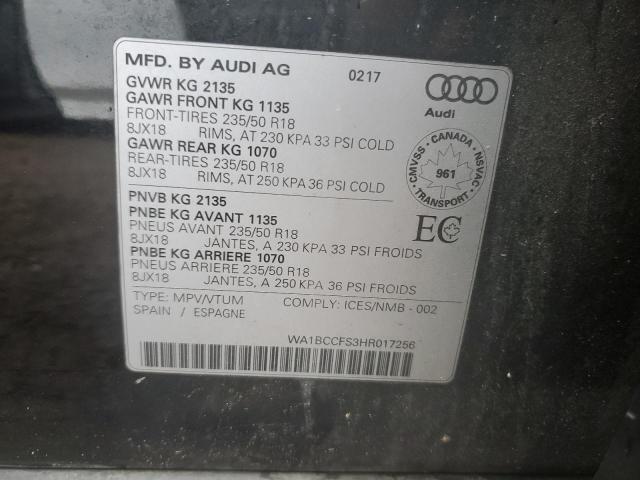 MFD. BY AUDI AG 0217
Audi
GVWR KG 2135
GAWR FRONT KG 1135
FRONT-TIRES 235/50 R18
8JX18 RIMS, AT 230 KPA 33 PSI COLD
GAWR REAR KG 1070
REAR-TIRES 235/50 R18
8JX18 RIMS, AT 250 KPA 36 PSI COLD
CMVSS - CANADA - NSVAC
961
TRANSPORT
PNVB KG 2135
PNBE KG AVANT 1135
PNEUS AVANT 235/50 R18
8JX18 JANTES, A 230 KPA 33 PSI FROIDS
PNBE KG ARRIERE 1070
PNEUS ARRIERE 235/50 R18
8JX18 JANTES, A 250 KPA 36 PSI FROIDS
EC
TYPE: MPV/VTUM COMPLY: ICES/NMB - 002
SPAIN / ESPAGNE
WA1BCCFS3HR017256